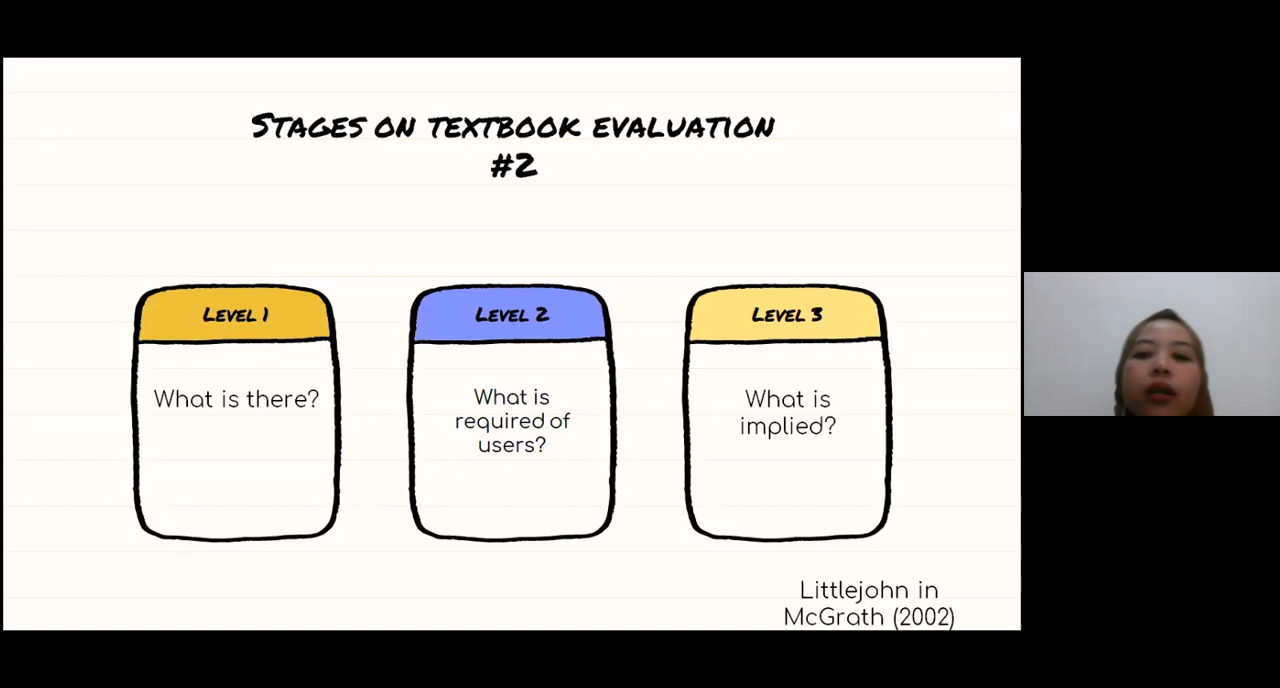 Stages on textbook evaluation
#2
Level 1
What is there?
Level 2
What is
required of
users?
Level 3
What is
implied?
Littlejohn in
McGrath (2002)